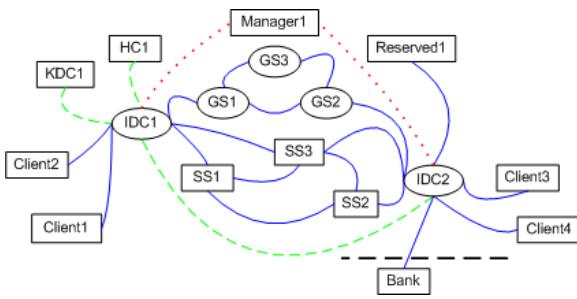 Manager1
HC1
Reserved1
GS3
KDC1
GS1
GS2
IDC1
SS3
Client2
SS1
IDC2
Client3
SS2
Client1
Client4
Bank